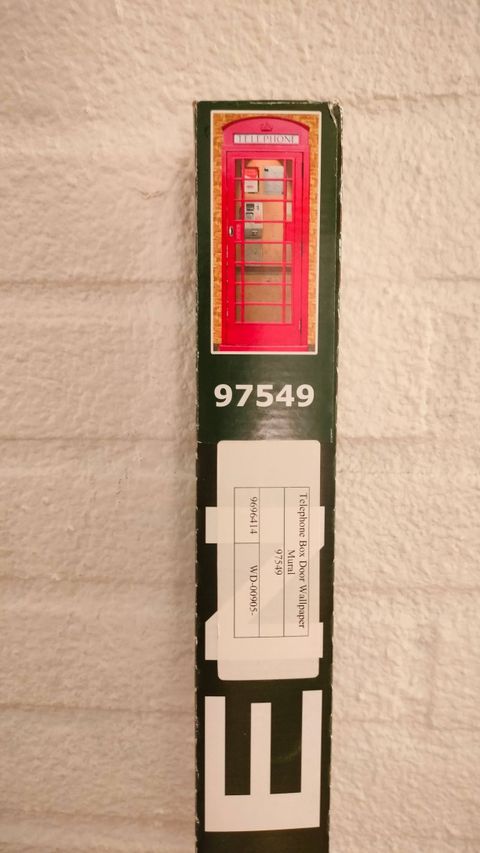 TELEPHONE
97549
Telephone Box Door Wallpaper
Mural
97549
9696414
WD-00905-
E